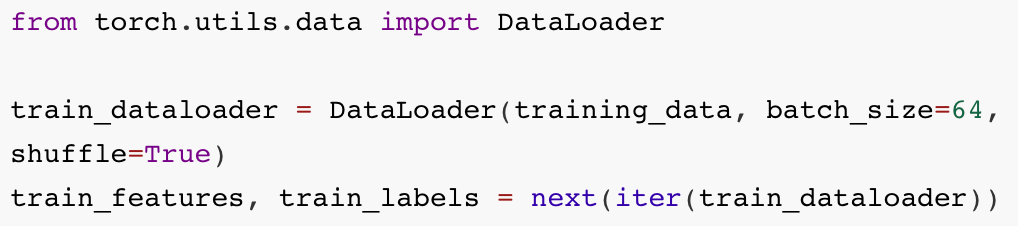 from torch.utils.data import DataLoader
train_dataloader = DataLoader(training_data, batch_size=64,
shuffle=True)
train_features, train_labels = next(iter(train_dataloader))